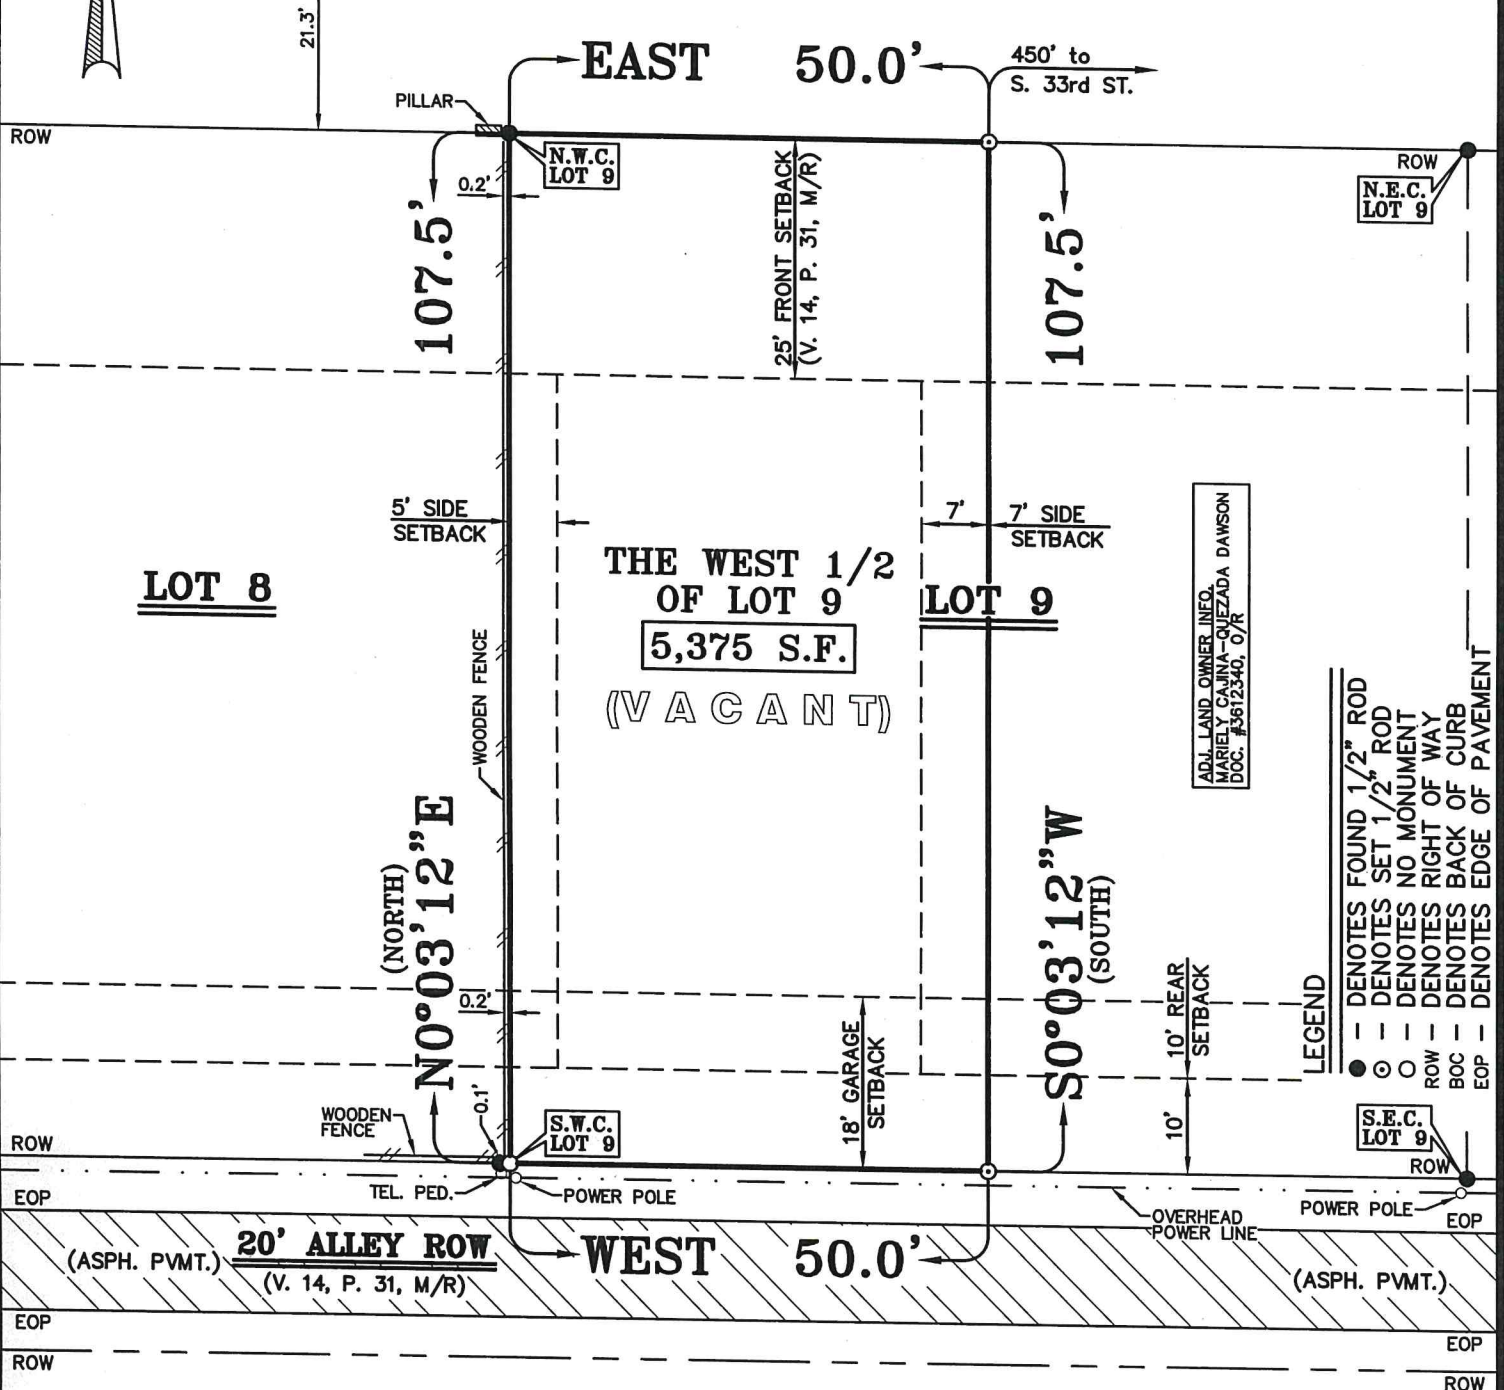 21.3'
EAST 50.0'
450' to
S. 33rd ST.
PILLAR
ROW
N.W.C.
LOT 9
ROW
N.E.C.
LOT 9
0.2'
107.5'
25' FRONT SETBACK
(V. 14, P. 31, M/R)
107.5'
5' SIDE
SETBACK
7'
7' SIDE
SETBACK
THE WEST 1/2
OF LOT 9
5,375 S.F.
(VACANT)
LOT 8
LOT 9
WOODEN FENCE
ADJ. LAND OWNER INFO.
MARIELY CAJINA-QUEZADA DAWSON
DOC. #3612340, O/R
N0°03'12"E
(NORTH)
S0°03'12"W
(SOUTH)
0.2'
18' GARAGE
SETBACK
10' REAR
SETBACK
10'
LEGEND
– DENOTES FOUND 1/2" ROD
– DENOTES SET 1/2" ROD
– DENOTES NO MONUMENT
ROW – DENOTES RIGHT OF WAY
BOC – DENOTES BACK OF CURB
EOP – DENOTES EDGE OF PAVEMENT
0.1'
WOODEN
FENCE
S.W.C.
LOT 9
S.E.C.
LOT 9
ROW
ROW
TEL. PED.
POWER POLE
OVERHEAD
POWER LINE
POWER POLE
EOP
EOP
20' ALLEY ROW
(V. 14, P. 31, M/R)
(ASPH. PVMT.)
WEST 50.0'
(ASPH. PVMT.)
EOP
EOP
ROW
ROW